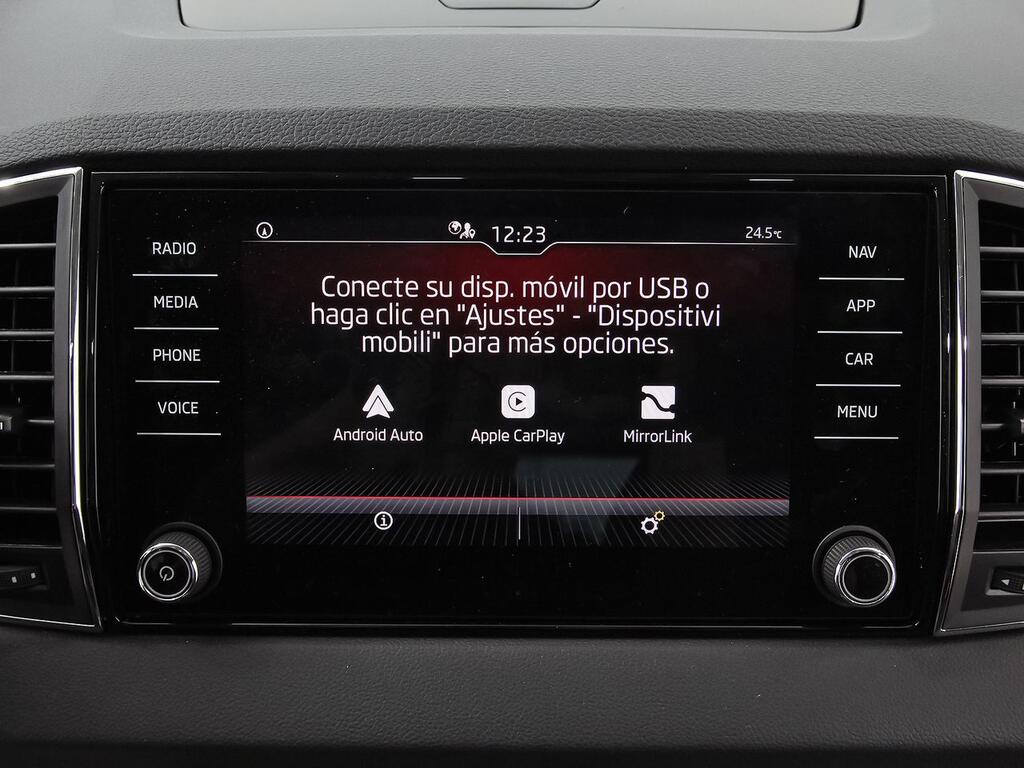 12:23
24.5°C
RADIO
MEDIA
PHONE
VOICE
Conecte su disp. móvil por USB o
haga clic en "Ajustes" - "Dispositivi
mobili" para más opciones.
Android Auto
Apple CarPlay
MirrorLink
NAV
APP
CAR
MENU